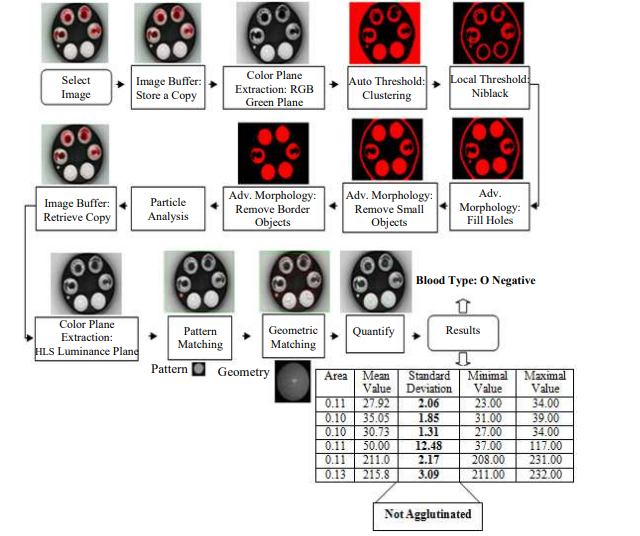 Select
Image
Image Buffer:
Store a Copy
Color Plane
Extraction: RGB
Green Plane
Auto Threshold:
Clustering
Local Threshold:
Niblack
Image Buffer:
Retrieve Copy
Particle
Analysis
Adv. Morphology:
Remove Border
Objects
Adv. Morphology:
Remove Small
Objects
Adv.
Morphology:
Fill Holes
Color Plane
Extraction:
HLS Luminance Plane
Pattern
Matching
Geometric
Matching
Quantify
Results
Blood Type: O Negative
Pattern
Geometry
Area Mean Value Standard Deviation Minimal Value Maximal Value
0.11 27.92 2.06 23.00 34.00
0.10 35.05 1.85 31.00 39.00
0.10 30.73 1.31 27.00 34.00
0.11 50.00 12.48 37.00 117.00
0.11 211.0 2.17 208.00 231.00
0.13 215.8 3.09 211.00 232.00
Not Agglutinated